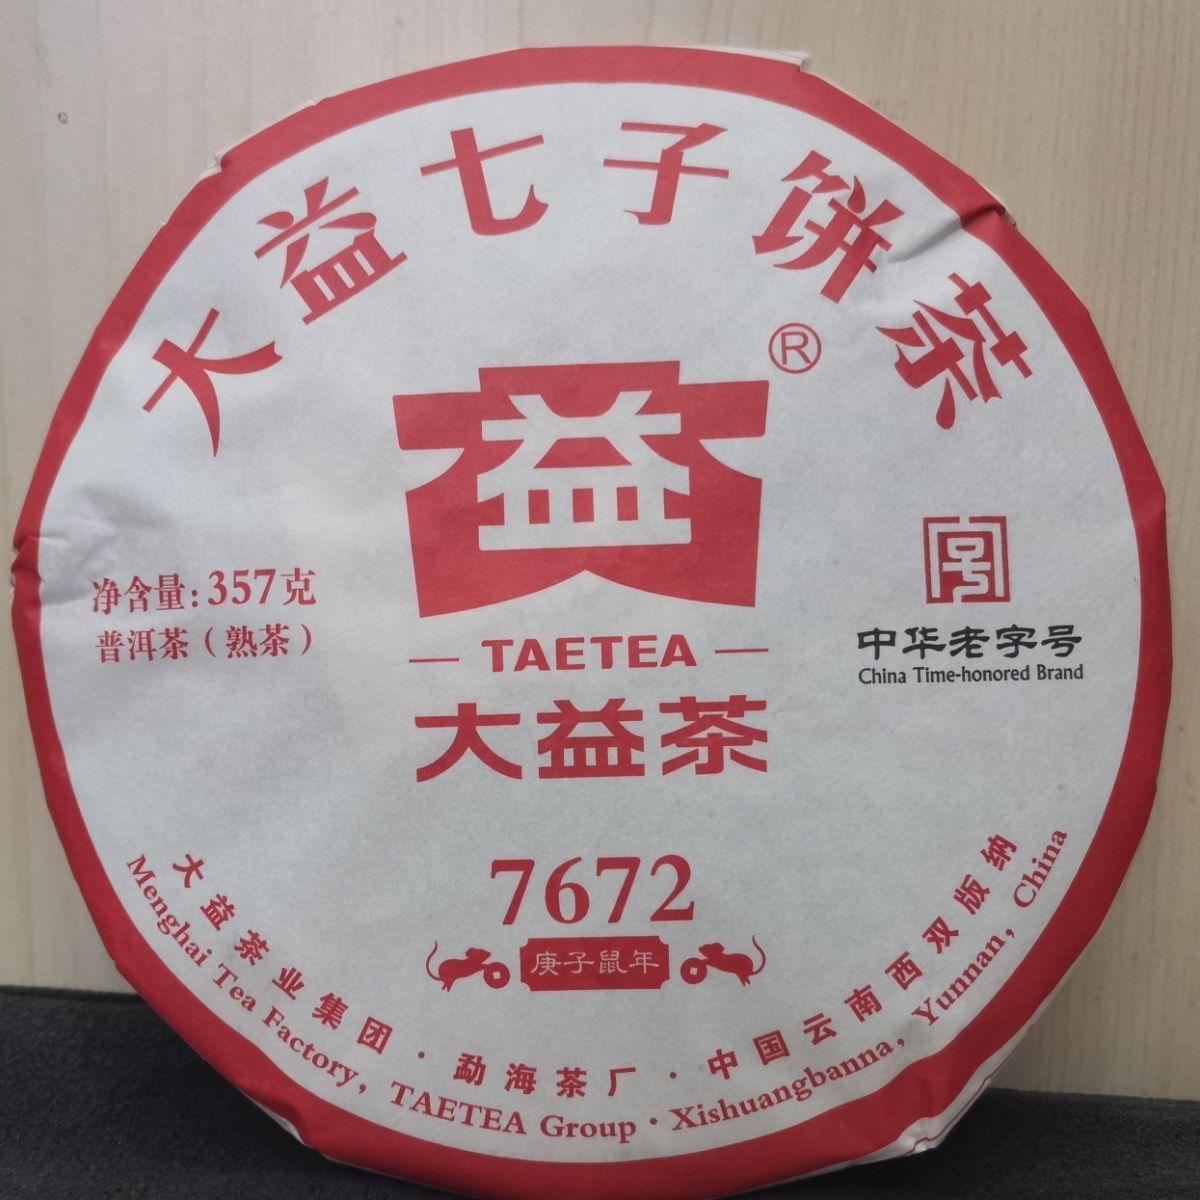 大益七子饼茶
益
®
净含量:357克
普洱茶(熟茶)
TAETEA
大益茶
中华老字号
China Time-honored Brand
7672
庚子鼠年
大益茶业集团·勐海茶厂·中国云南西双版纳
Menghai Tea Factory, TAETEA Group·Xishuangbanna, Yunnan, China